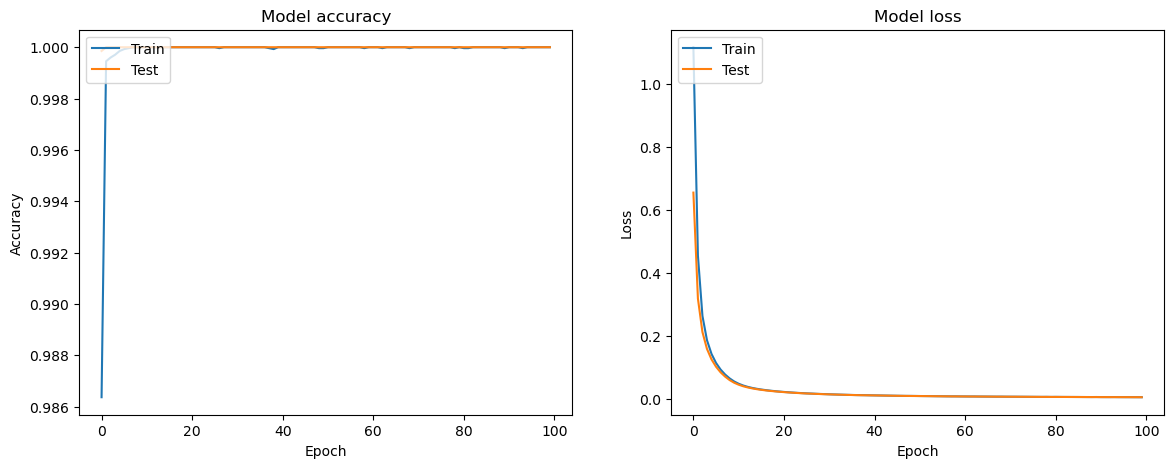 Model accuracy
1.000
0.998
0.996
0.994
0.992
0.990
0.988
0.986
Accuracy
0 20 40 60 80 100
Epoch
Train
Test
Model loss
1.0
0.8
0.6
0.4
0.2
0.0
Loss
0 20 40 60 80 100
Epoch
Train
Test